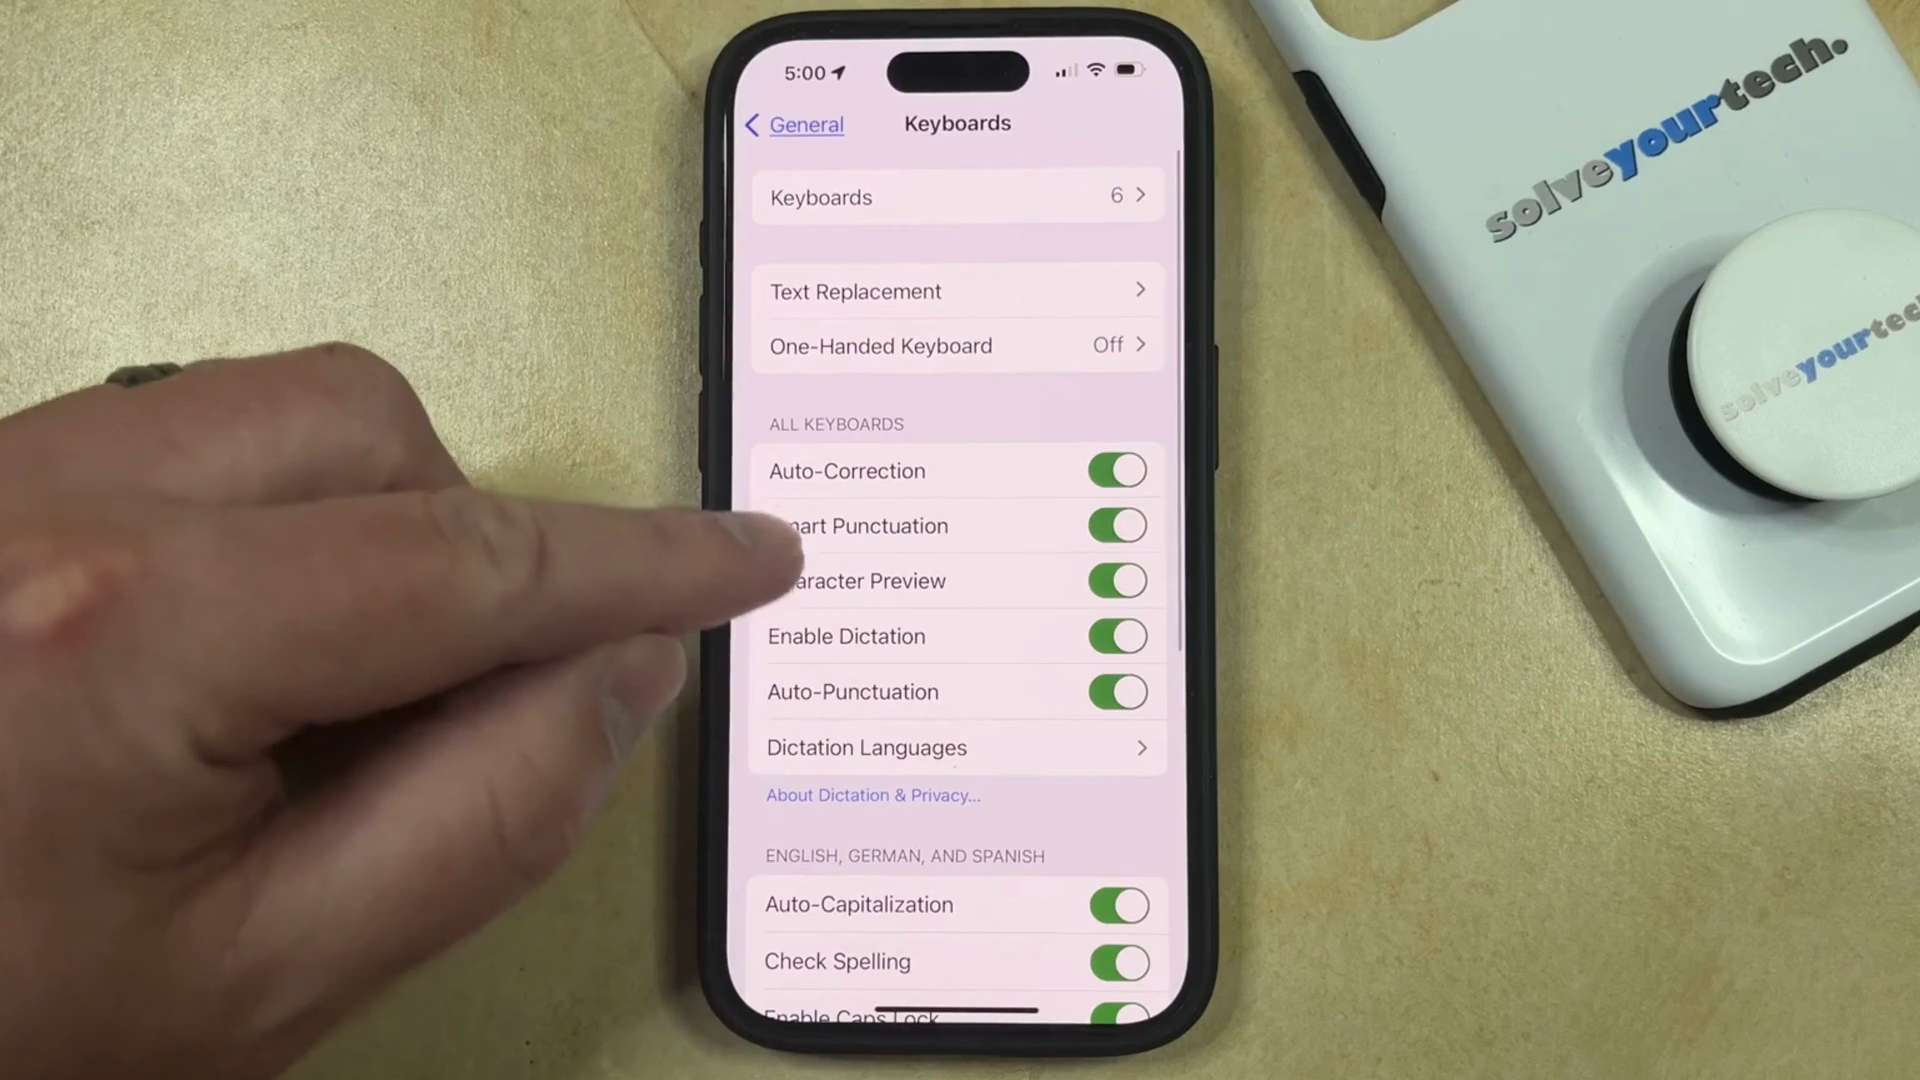 5:00
General
Keyboards
Keyboards 6
Text Replacement
One-Handed Keyboard Off
ALL KEYBOARDS
Auto-Correction
mart Punctuation
aracter Preview
Enable Dictation
Auto-Punctuation
Dictation Languages
About Dictation & Privacy...
ENGLISH, GERMAN, AND SPANISH
Auto-Capitalization
Check Spelling
Enable Caps Lock
solveyourtech.
solveyourtech